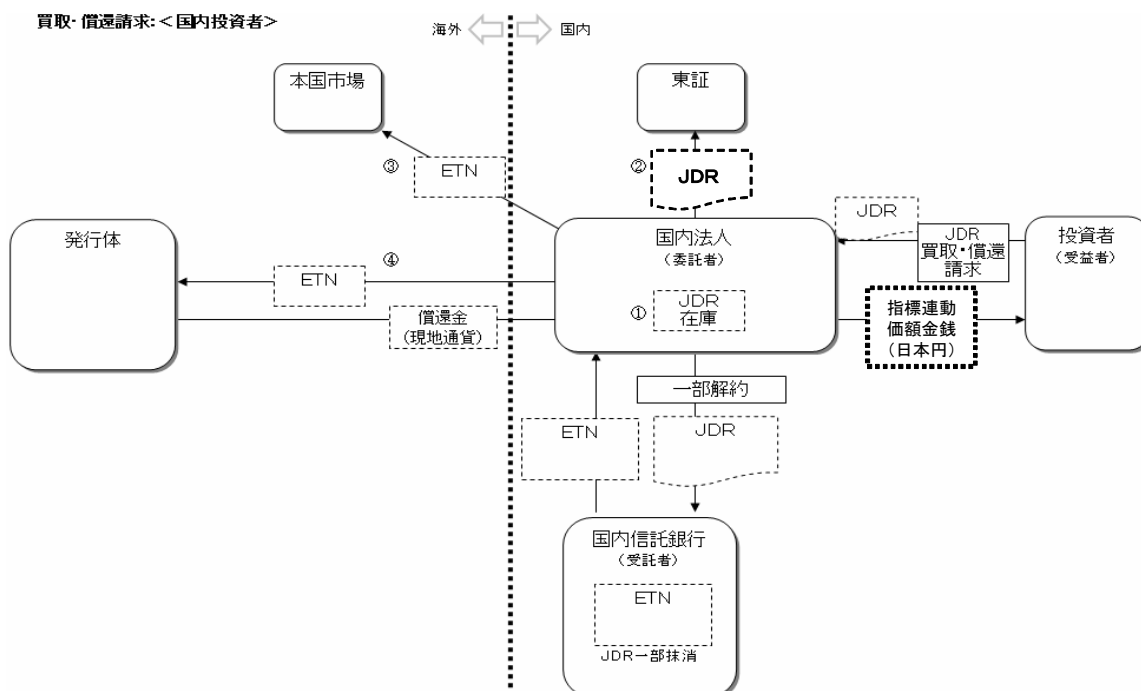 買取・償還請求:<国内投資者>
海外
国内
本国市場
東証
③
ETN
②
JDR
発行体
④
ETN
償還金
(現地通貨)
国内法人
(委託者)
①
JDR
在庫
JDR
JDR
買取・償還
請求
投資者
(受益者)
指標連動
価額金銭
(日本円)
一部解約
ETN
JDR
国内信託銀行
(受託者)
ETN
JDR一部抹消